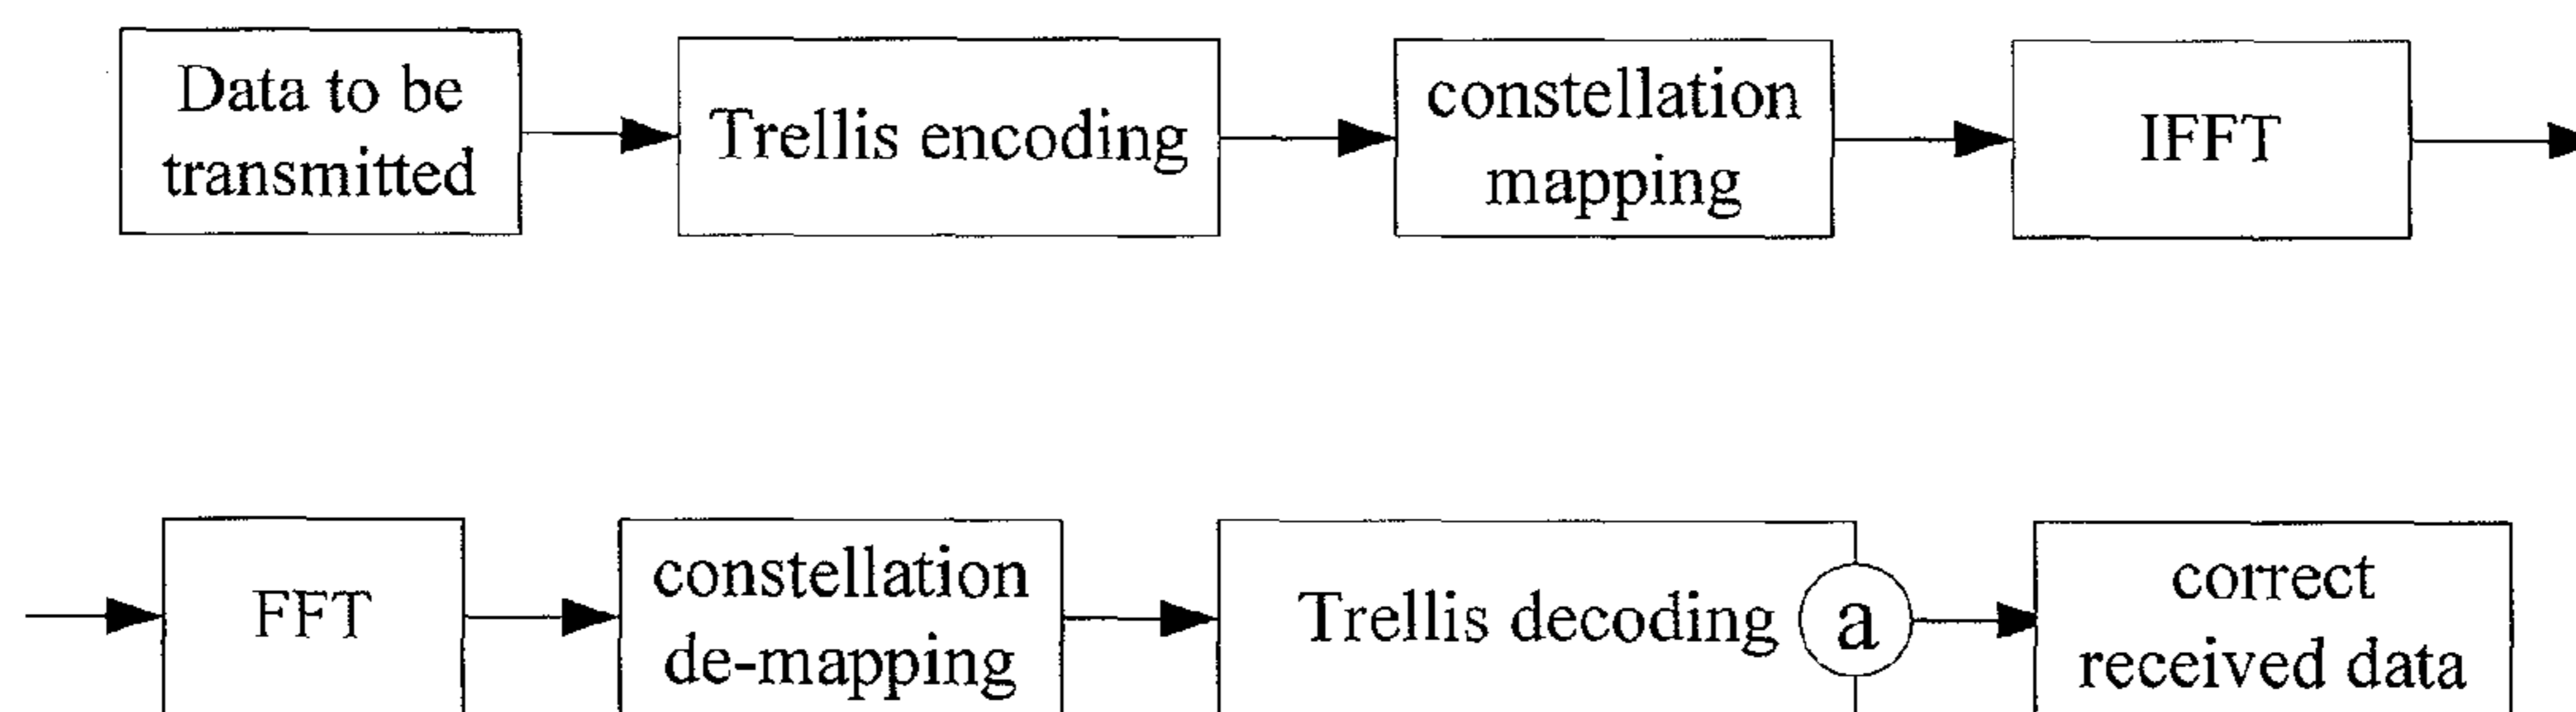 Data to be
transmitted
Trellis encoding
constellation
mapping
IFFT
FFT
constellation
de-mapping
Trellis decoding
a
correct
received data